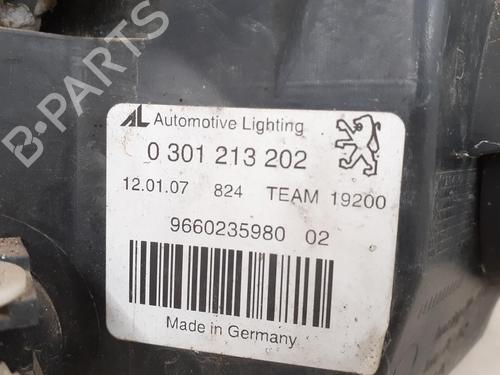 B-PARTS
AL Automotive Lighting
0 301 213 202
12.01.07 824 TEAM 19200
9660235980 02
Made in Germany